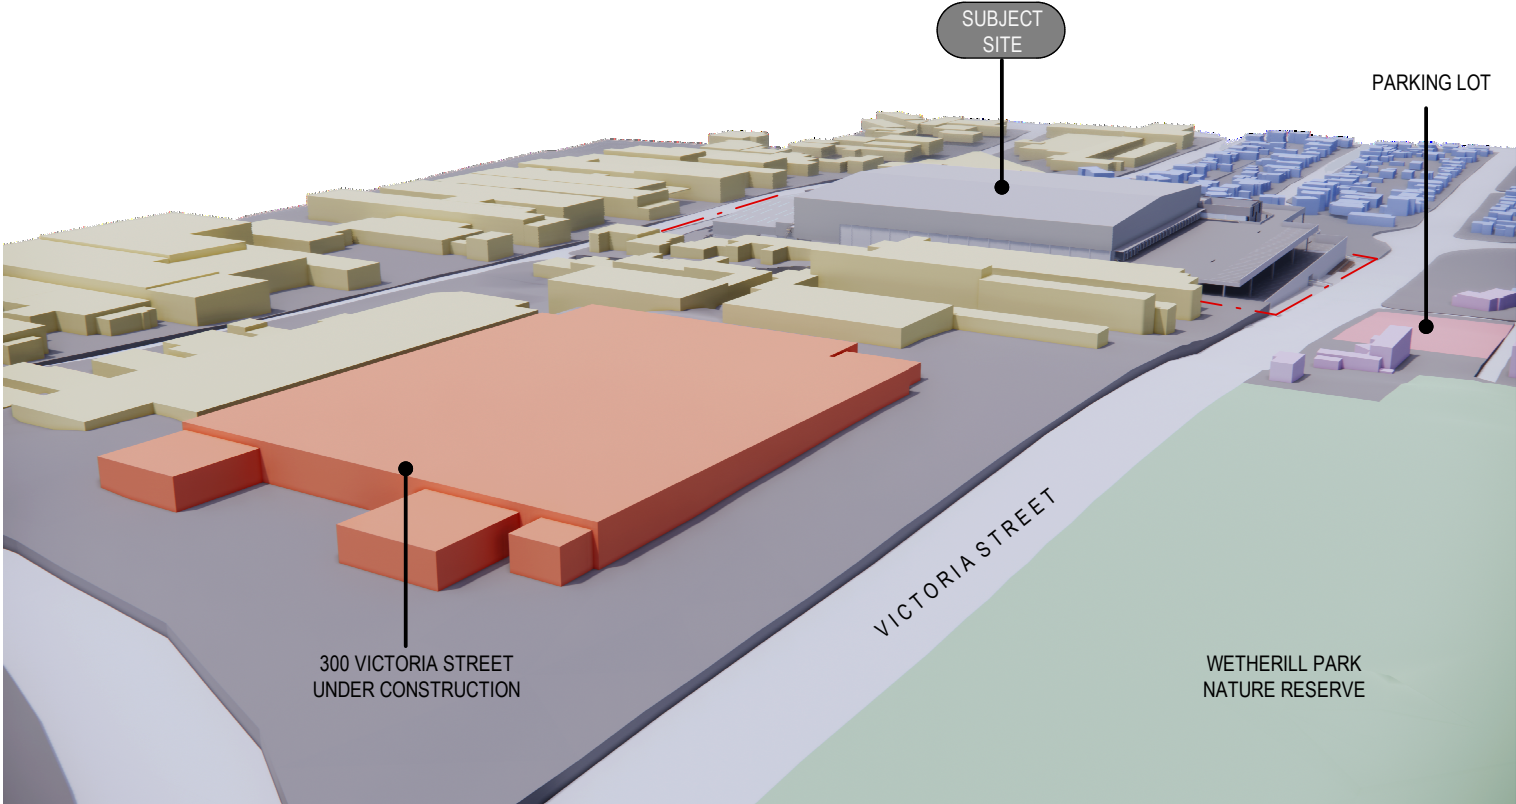 SUBJECT
SITE
PARKING LOT
VICTORIA STREET
300 VICTORIA STREET
UNDER CONSTRUCTION
WETHERILL PARK
NATURE RESERVE